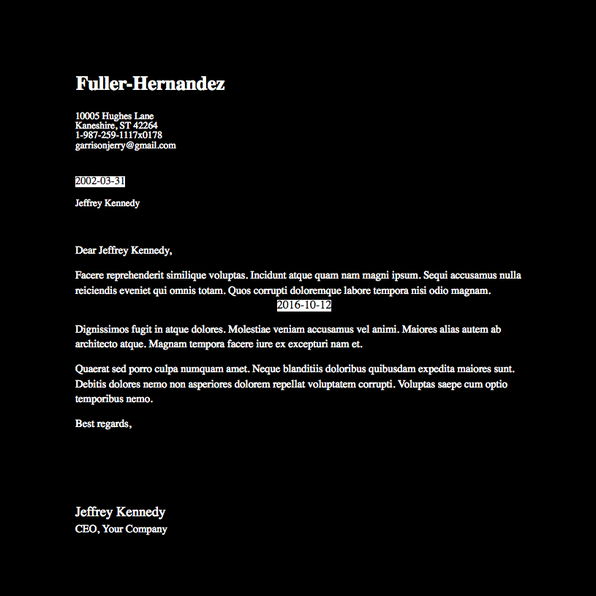 Fuller-Hernandez
10005 Hughes Lane
Kaneshire, ST 42264
1-987-259-1117x0178
garrisonjerry@gmail.com
2002-03-31
Jeffrey Kennedy
Dear Jeffrey Kennedy,
Facere reprehenderit similique voluptas. Incidunt atque quam nam magni ipsum. Sequi accusamus nulla
reiciendis eveniet qui omnis totam. Quos corrupti doloremque labore tempora nisi odio magnam.
2016-10-12
Dignissimos fugit in atque dolores. Molestiae veniam accusamus vel animi. Maiores alias autem ab
architecto atque. Magnam tempora facere iure ex excepturi nam et.
Quaerat sed porro culpa numquam amet. Neque blanditiis doloribus quibusdam expedita maiores sunt.
Debitis dolores nemo non asperiores dolorem repellat voluptatem corrupti. Voluptas saepe cum optio
temporibus nemo.
Best regards,
Jeffrey Kennedy
CEO, Your Company